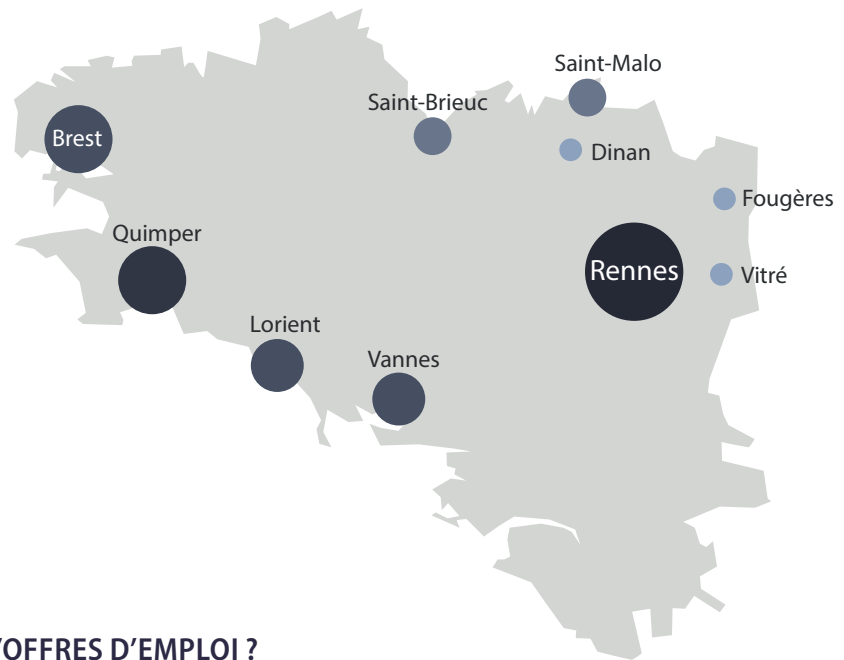 Saint-Malo
Saint-Brieuc
Brest
Dinan
Fougères
Quimper
Rennes
Vitré
Lorient
Vannes
'OFFRES D'EMPLOI ?